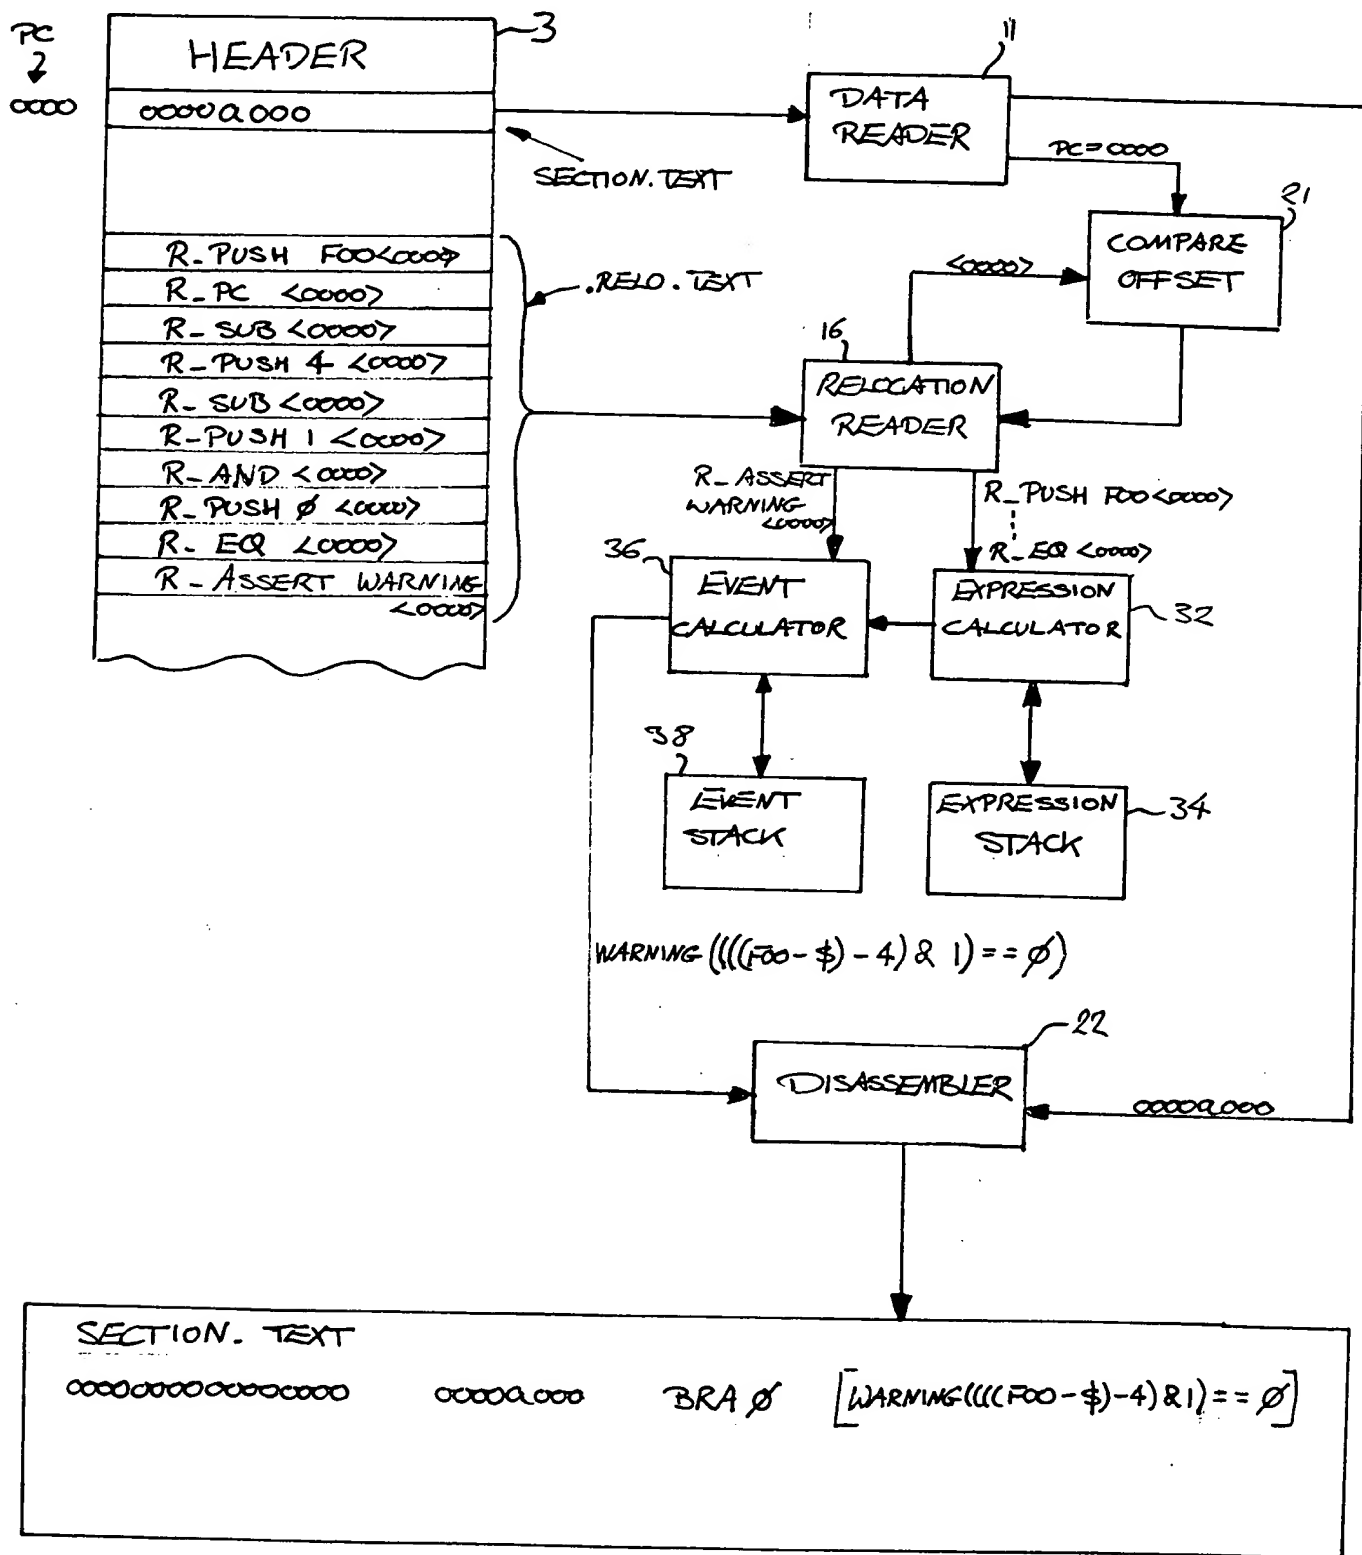 PC
0000
HEADER
3
0000a000
SECTION.TEXT
R_PUSH FOO<0000>
R_PC <0000>
R_SUB <0000>
R_PUSH 4 <0000>
R_SUB <0000>
R_PUSH 1 <0000>
R_AND <0000>
R_PUSH Ø <0000>
R_EQ <0000>
R_ASSERT WARNING
<0000>
.RELO.TEXT
11
DATA
READER
PC=0000
21
COMPARE
OFFSET
<0000>
16
RELOCATION
READER
R_ASSERT
WARNING
<0000>
R_PUSH FOO<0000>
R_EQ <0000>
36
EVENT
CALCULATOR
EXPRESSION
CALCULATOR
32
38
EVENT
STACK
EXPRESSION
STACK
34
WARNING((((FOO-$)-4)&1)==Ø)
22
DISASSEMBLER
0000a000
SECTION. TEXT
0000000000000000 0000a000 BRA Ø [WARNING((((FOO-$)-4)&1)==Ø]